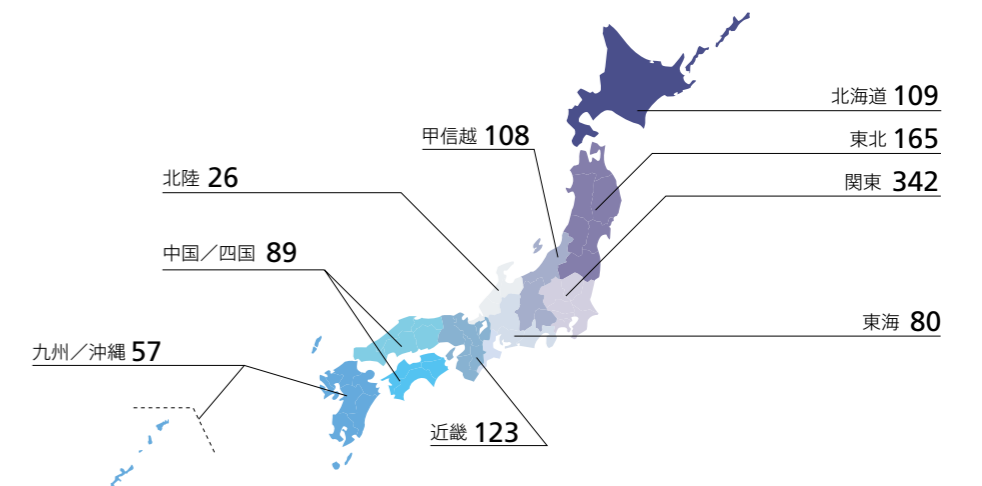 北海道 109
甲信越 108
東北 165
北陸 26
関東 342
中国／四国 89
東海 80
九州／沖縄 57
近畿 123